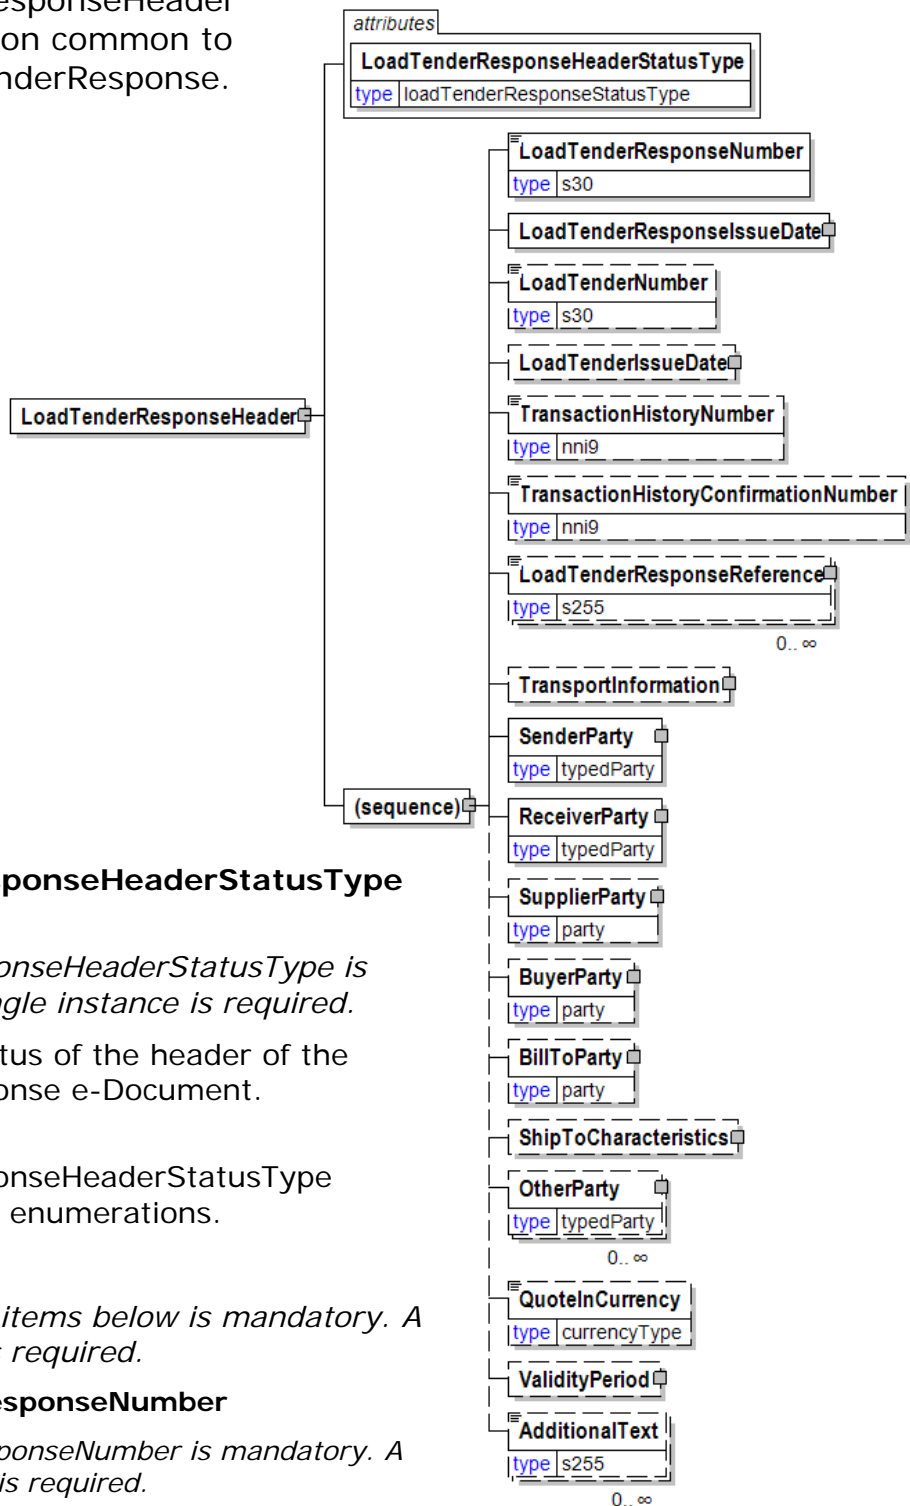 esponseHeader
on common to
nderResponse.
attributes
LoadTenderResponseHeaderStatusType
type loadTenderResponseStatusType
LoadTenderResponseNumber
type s30
LoadTenderResponseIssueDate
LoadTenderNumber
type s30
LoadTenderIssueDate
LoadTenderResponseHeader
TransactionHistoryNumber
type nni9
TransactionHistoryConfirmationNumber
type nni9
LoadTenderResponseReference
type s255
0.. ∞
TransportInformation
SenderParty
type typedParty
(sequence)
ReceiverParty
type typedParty
SupplierParty
type party
BuyerParty
type party
BillToParty
type party
ShipToCharacteristics
OtherParty
type typedParty
0.. ∞
QuoteInCurrency
type currencyType
ValidityPeriod
AdditionalText
type s255
0.. ∞
sponseHeaderStatusType
onseHeaderStatusType is
ngle instance is required.
tus of the header of the
onse e-Document.
onseHeaderStatusType
enumerations.
items below is mandatory. A
s required.
esponseNumber
sponseNumber is mandatory. A
is required.